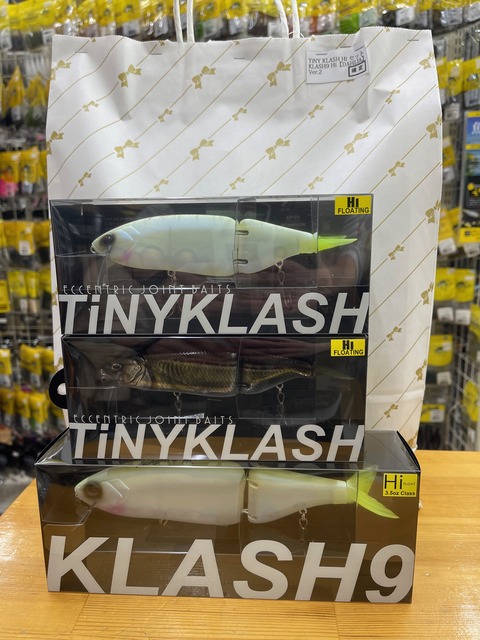 TINY KLASH Hi
KLASH9 Hi
Ver.2
Hi
FLOATING
ECCENTRIC JOINT BAITS
TiNYKLASH
Hi
FLOATING
ECCENTRIC JOINT BAITS
TiNYKLASH
Hi
3.5oz Class
KLASH9